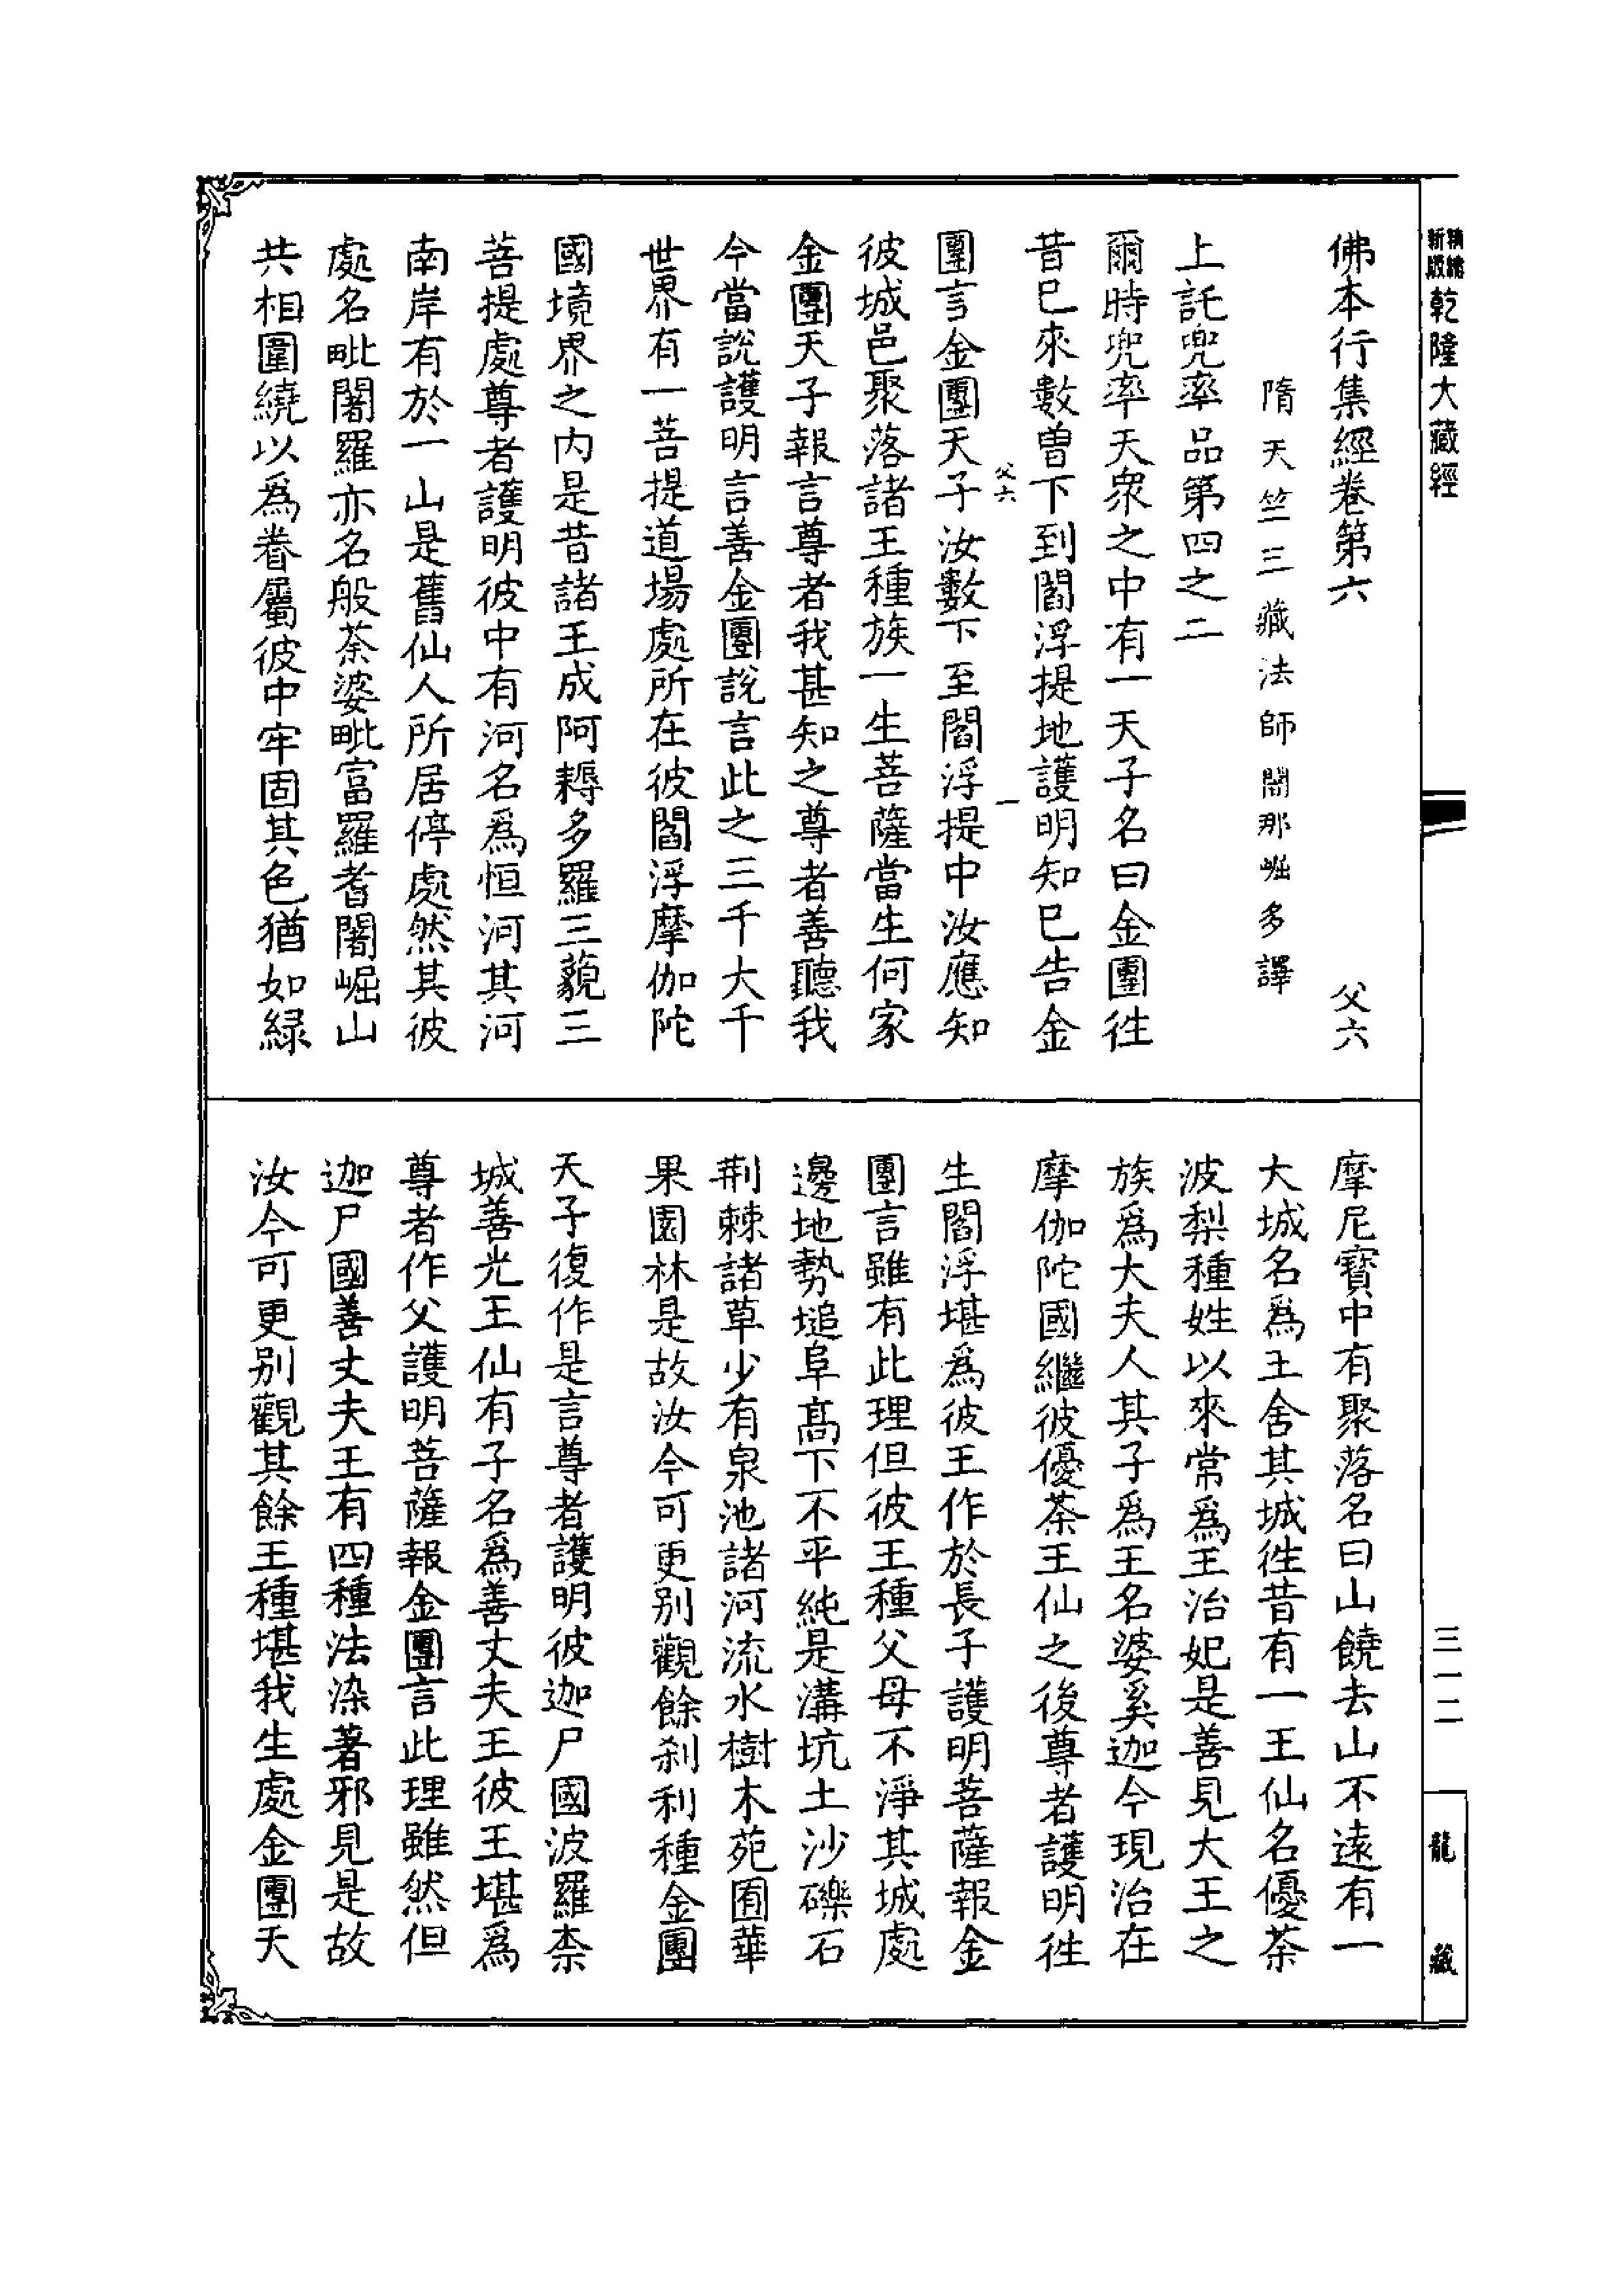 新版精縮乾隆大藏經
三一二
龍藏
佛本行集經卷第六 父六
隋天竺三藏法師闍那崛多譯
上託兜率品第四之二
爾時兜率天衆之中有一天子名曰金團徃
昔已來數曽下到閻浮提地護明知已告金
父六 一
團言金團天子汝數下至閻浮提中汝應知
彼城邑聚落諸王種族一生菩薩當生何家
金團天子報言尊者我甚知之尊者善聽我
今當說護明言善金團說言此之三千大千
世界有一菩提道場處所在彼閻浮摩伽陀
國境界之内是昔諸王成阿耨多羅三藐三
菩提處尊者護明彼中有河名爲恒河其河
南岸有於一山是舊仙人所居停處然其彼
處名毗闍羅亦名般茶婆毗富羅耆闍崛山
共相圍繞以爲眷屬彼中牢固其色猶如緑
摩尼寶中有聚落名曰山饒去山不遠有一
大城名爲王舍其城徃昔有一王仙名優茶
波梨種姓以來常爲王治妃是善見大王之
族爲大夫人其子爲王名婆奚迦今現治在
摩伽陀國繼彼優茶王仙之後尊者護明徃
生閻浮堪爲彼王作於長子護明菩薩報金
團言雖有此理但彼王種父母不淨其城處
邊地勢塠阜髙下不平純是溝坑土沙礫石
荆棘諸草少有泉池諸河流水樹木苑囿華
果園林是故汝今可更别觀餘刹利種金團
天子復作是言尊者護明彼迦尸國波羅柰
城善光王仙有子名爲善丈夫王彼王堪爲
尊者作父護明菩薩報金團言此理雖然但
迦尸國善丈夫王有四種法染著邪見是故
汝今可更别觀其餘王種堪我生處金團天